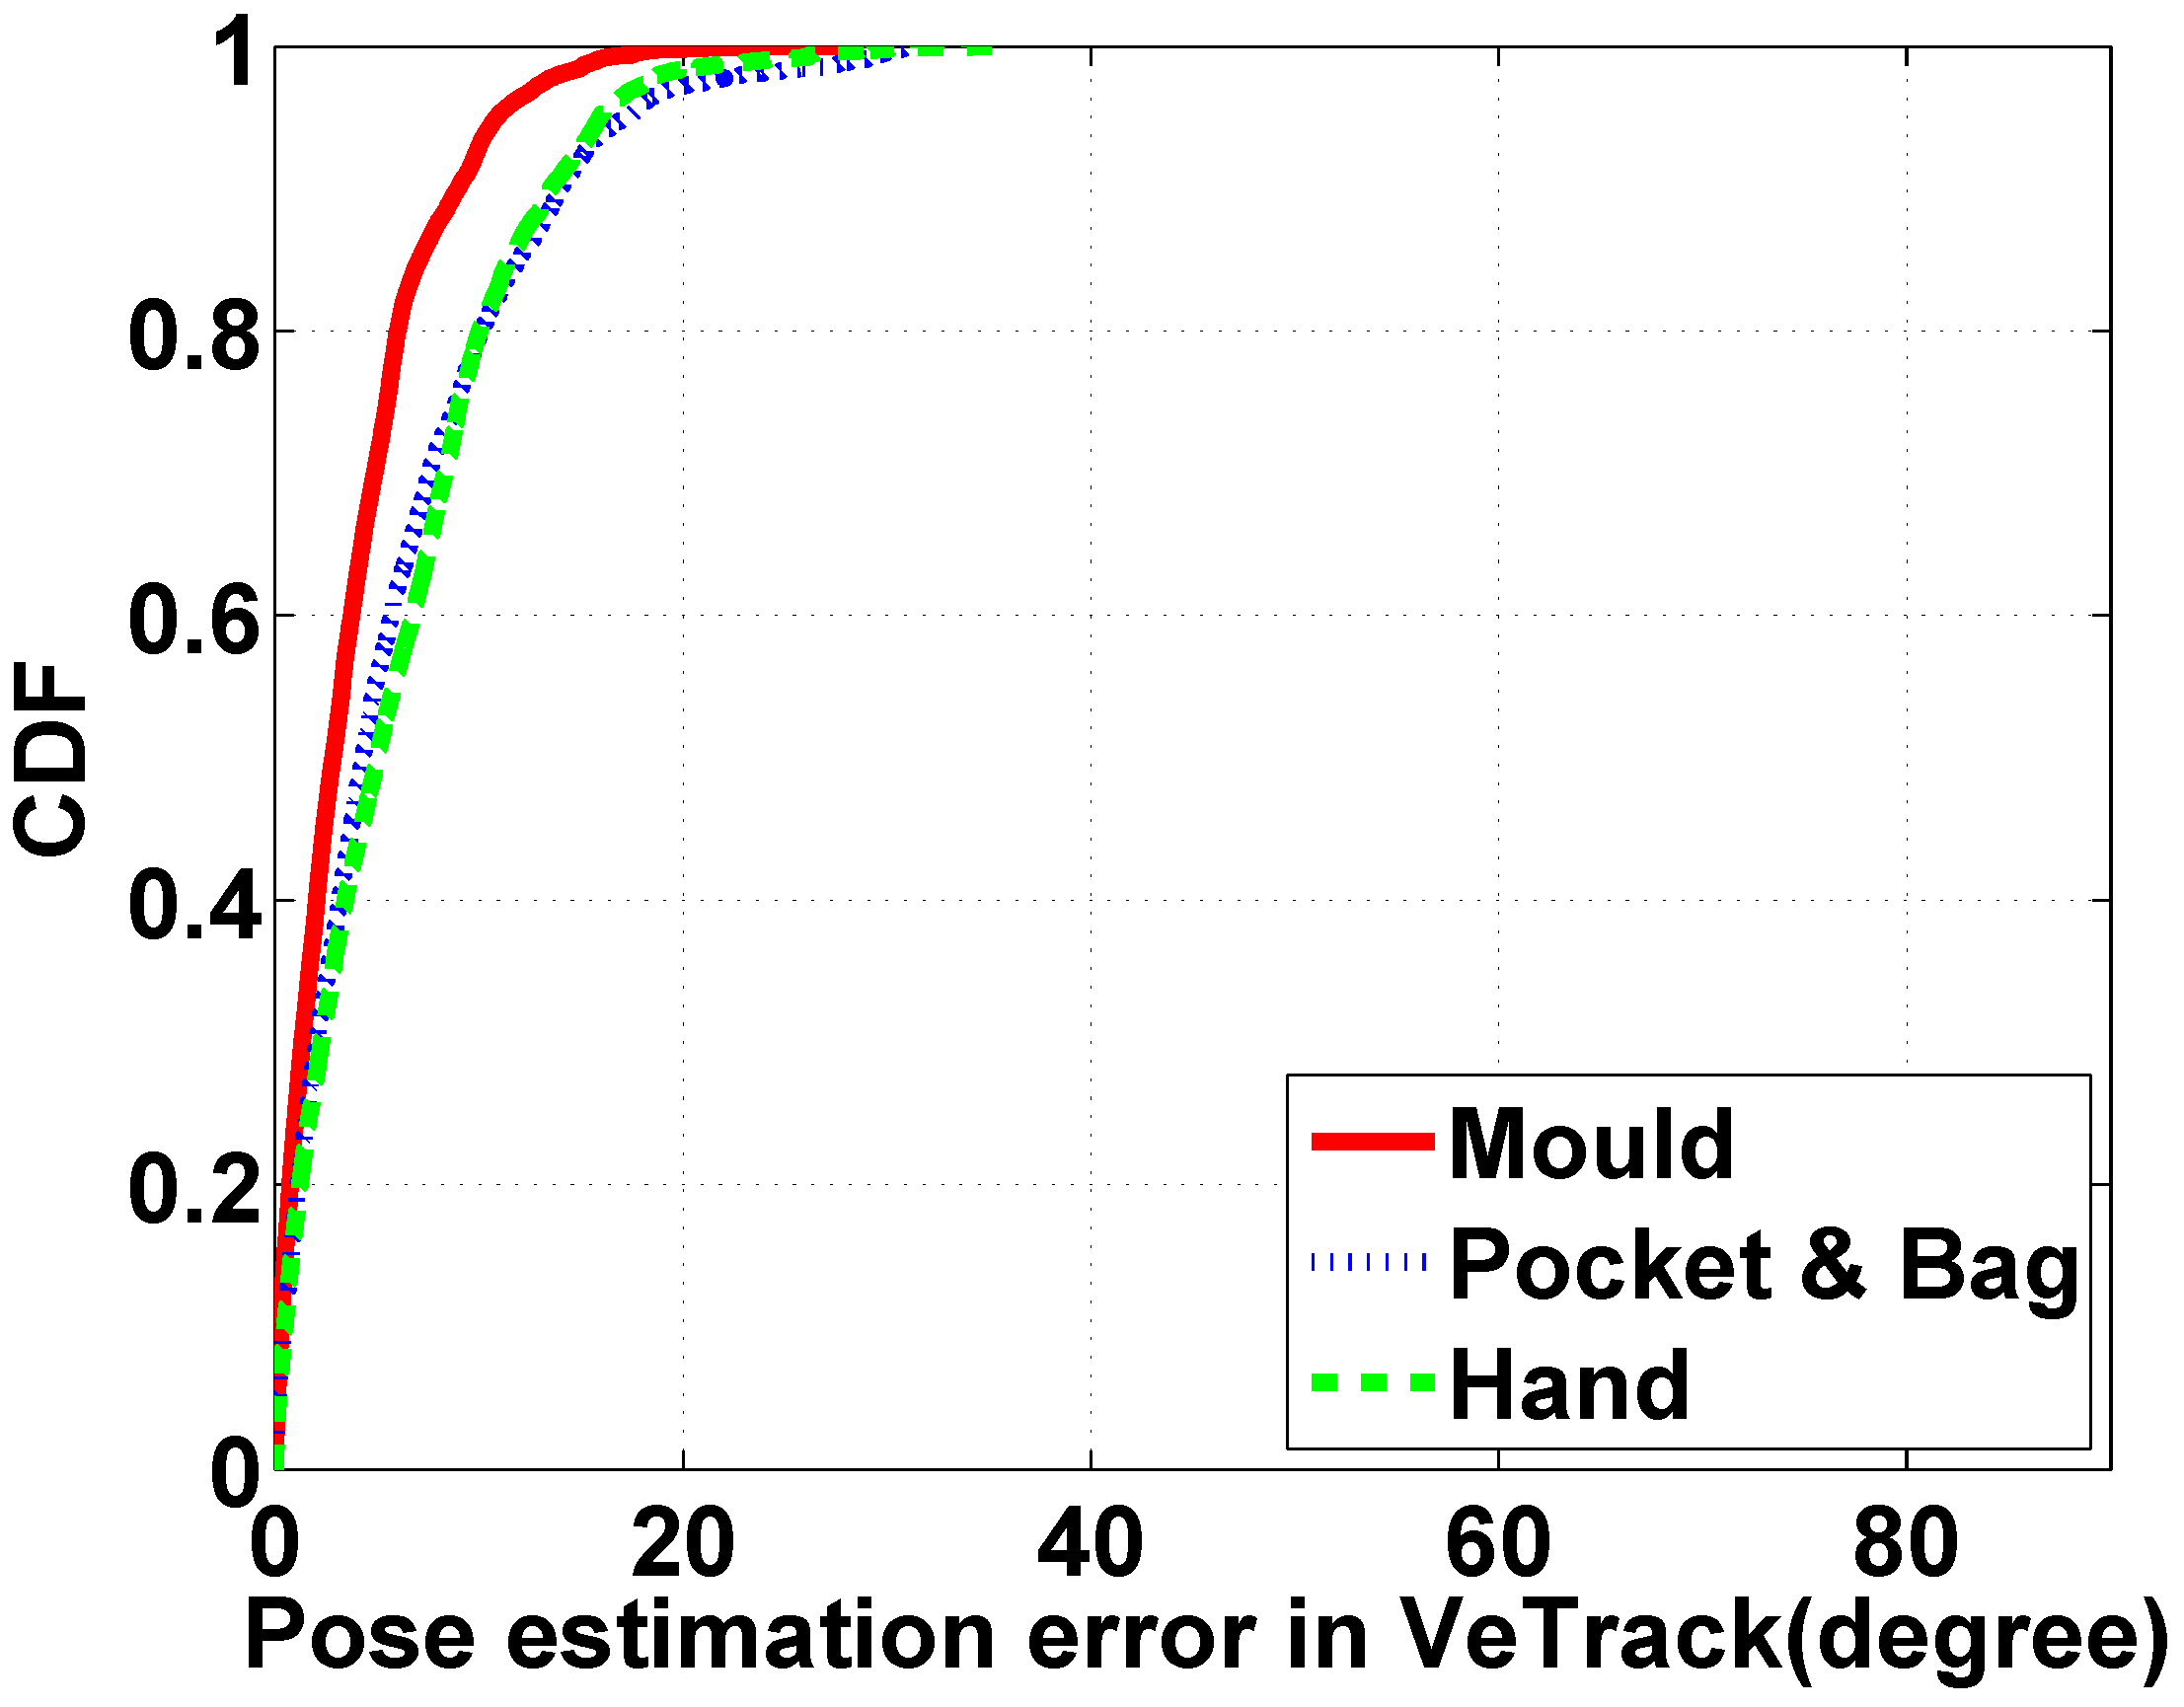 1
0.8
0.6
0.4
0.2
0
CDF
Mould
Pocket & Bag
Hand
0 20 40 60 80
Pose estimation error in VeTrack(degree)